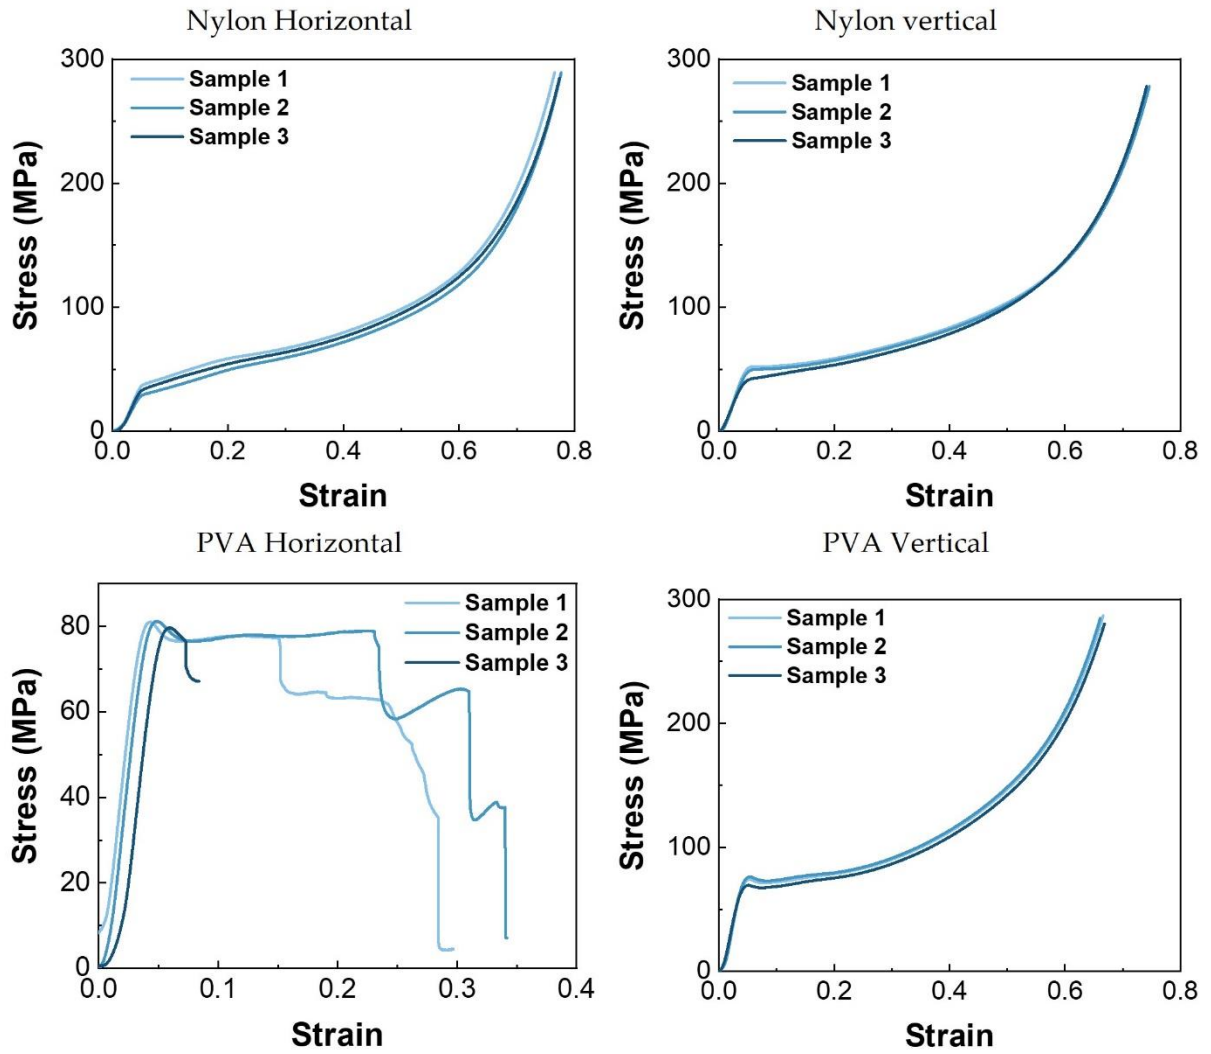 Nylon Horizontal
300
200
100
0
Stress (MPa)
Sample 1
Sample 2
Sample 3
0.0 0.2 0.4 0.6 0.8
Strain
Nylon vertical
300
200
100
0
Stress (MPa)
Sample 1
Sample 2
Sample 3
0.0 0.2 0.4 0.6 0.8
Strain
PVA Horizontal
80
60
40
20
0
Stress (MPa)
Sample 1
Sample 2
Sample 3
0.0 0.1 0.2 0.3 0.4
Strain
PVA Vertical
300
200
100
0
Stress (MPa)
Sample 1
Sample 2
Sample 3
0.0 0.2 0.4 0.6 0.8
Strain